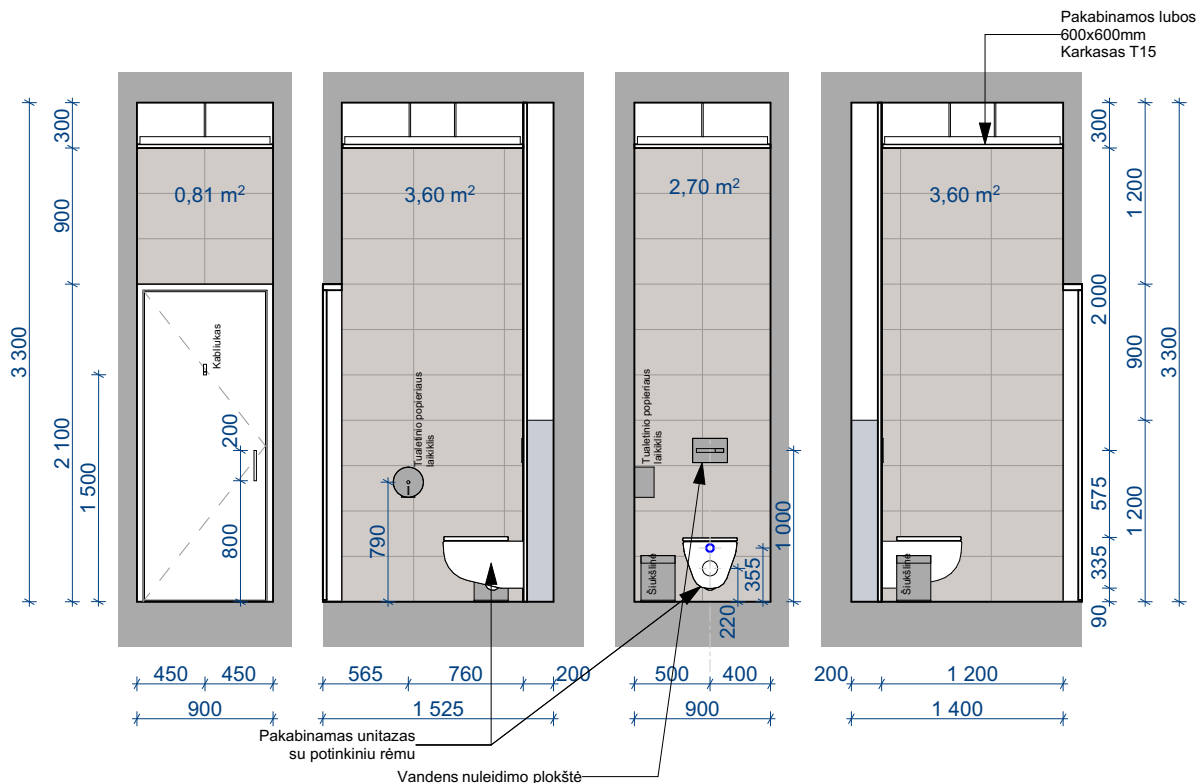 Pakabinamos lubos
600x600mm
Karkasas T15
300
900
2 100
3 300
1 500
200
800
0,81 m²
Kabliukas
450
450
900
3,60 m²
Tualetinio popieriaus
laikiklis
790
565
760
200
1 525
2,70 m²
Tualetinio popieriaus
laikiklis
Šiukšlinė
1 000
355
220
500
400
900
3,60 m²
Šiukšlinė
300
2 000
575
335
90
1 200
900
1 200
3 300
200
1 200
1 400
Pakabinamas unitazas
su potinkiniu rėmu
Vandens nuleidimo plokštė